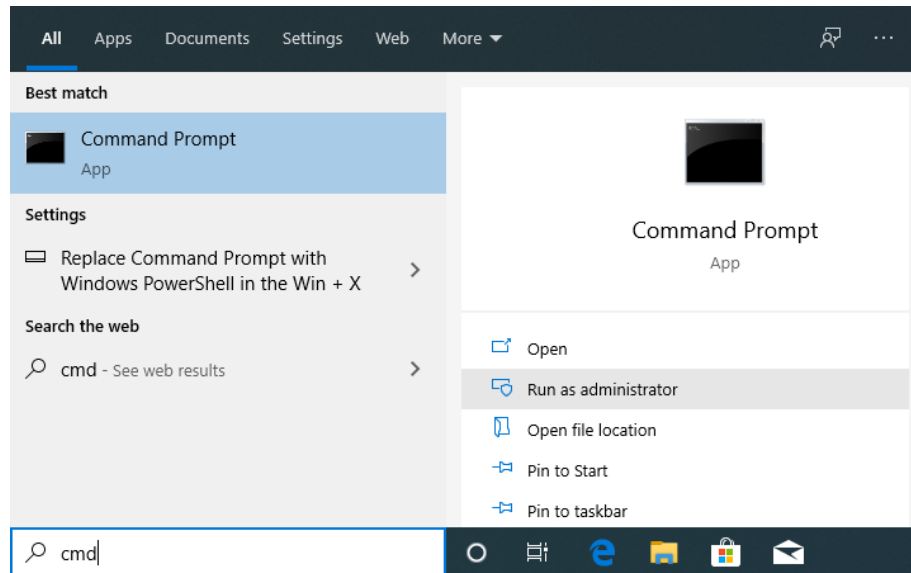 All Apps Documents Settings Web More
Best match
Command Prompt
App
Settings
Replace Command Prompt with
Windows PowerShell in the Win + X
Search the web
cmd - See web results
Command Prompt
App
Open
Run as administrator
Open file location
Pin to Start
Pin to taskbar
cmd